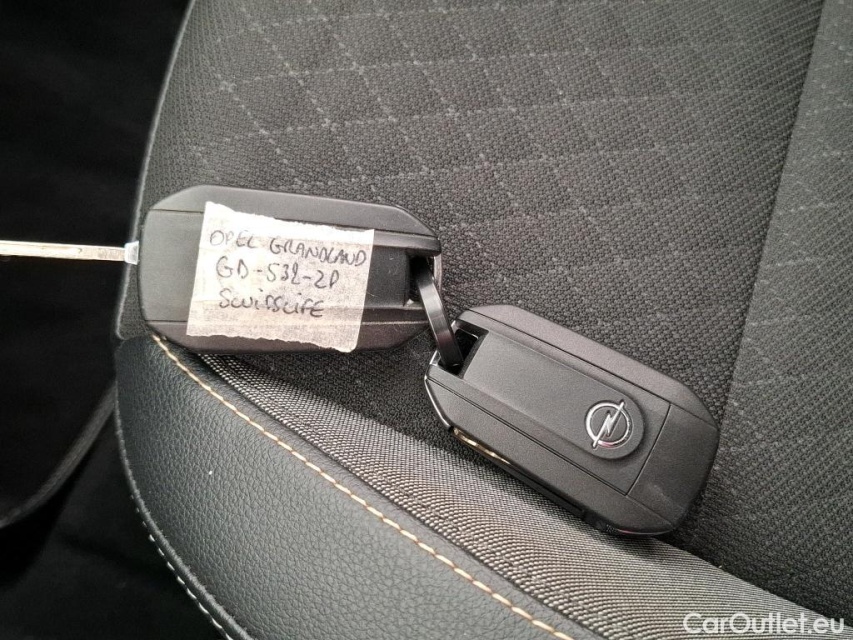 OPEL GRANDLAND
GD-532-ZP
SWISSLIFE
CarOutlet.eu